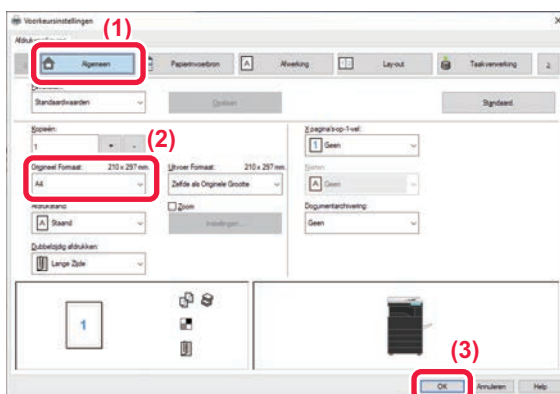 Voorkeursinstellingen
(1)
Algemeen
Papierinvoerbron
Afwerking
Lay-out
Taakverwerking
Standaardwaarden
Opslaan
Standaard
Kopieën:
X pagina's-op-1-vel:
1
+
-
(2)
1 Geen
Origineel Formaat:
210 x 297 mm.
Uitvoer Formaat:
210 x 297 mm.
A4
Zelfde als Originele Grootte
A Geen
Zoom
Documentarchivering:
A Staand
Instellingen...
Geen
Dubbelzijdig afdrukken:
Lange Zijde
1
(3)
OK
Annuleren
Help